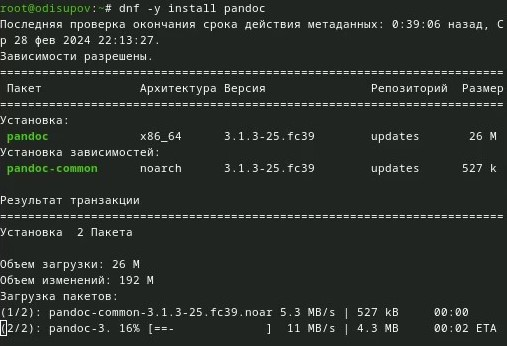 root@odisupov:~# dnf -y install pandoc
Последняя проверка окончания срока действия метаданных: 0:39:06 назад, С
р 28 фев 2024 22:13:27.
Зависимости разрешены.
================================================================================
Пакет Архитектура Версия Репозиторий Размер
================================================================================
Установка:
pandoc x86_64 3.1.3-25.fc39 updates 26 M
Установка зависимостей:
pandoc-common noarch 3.1.3-25.fc39 updates 527 k
Результат транзакции
================================================================================
Установка 2 Пакета
Объем загрузки: 26 M
Объем изменений: 192 M
Загрузка пакетов:
(1/2): pandoc-common-3.1.3-25.fc39.noar 5.3 MB/s | 527 kB 00:00
(2/2): pandoc-3. 16% [==- ] 11 MB/s | 4.3 MB 00:02 ETA